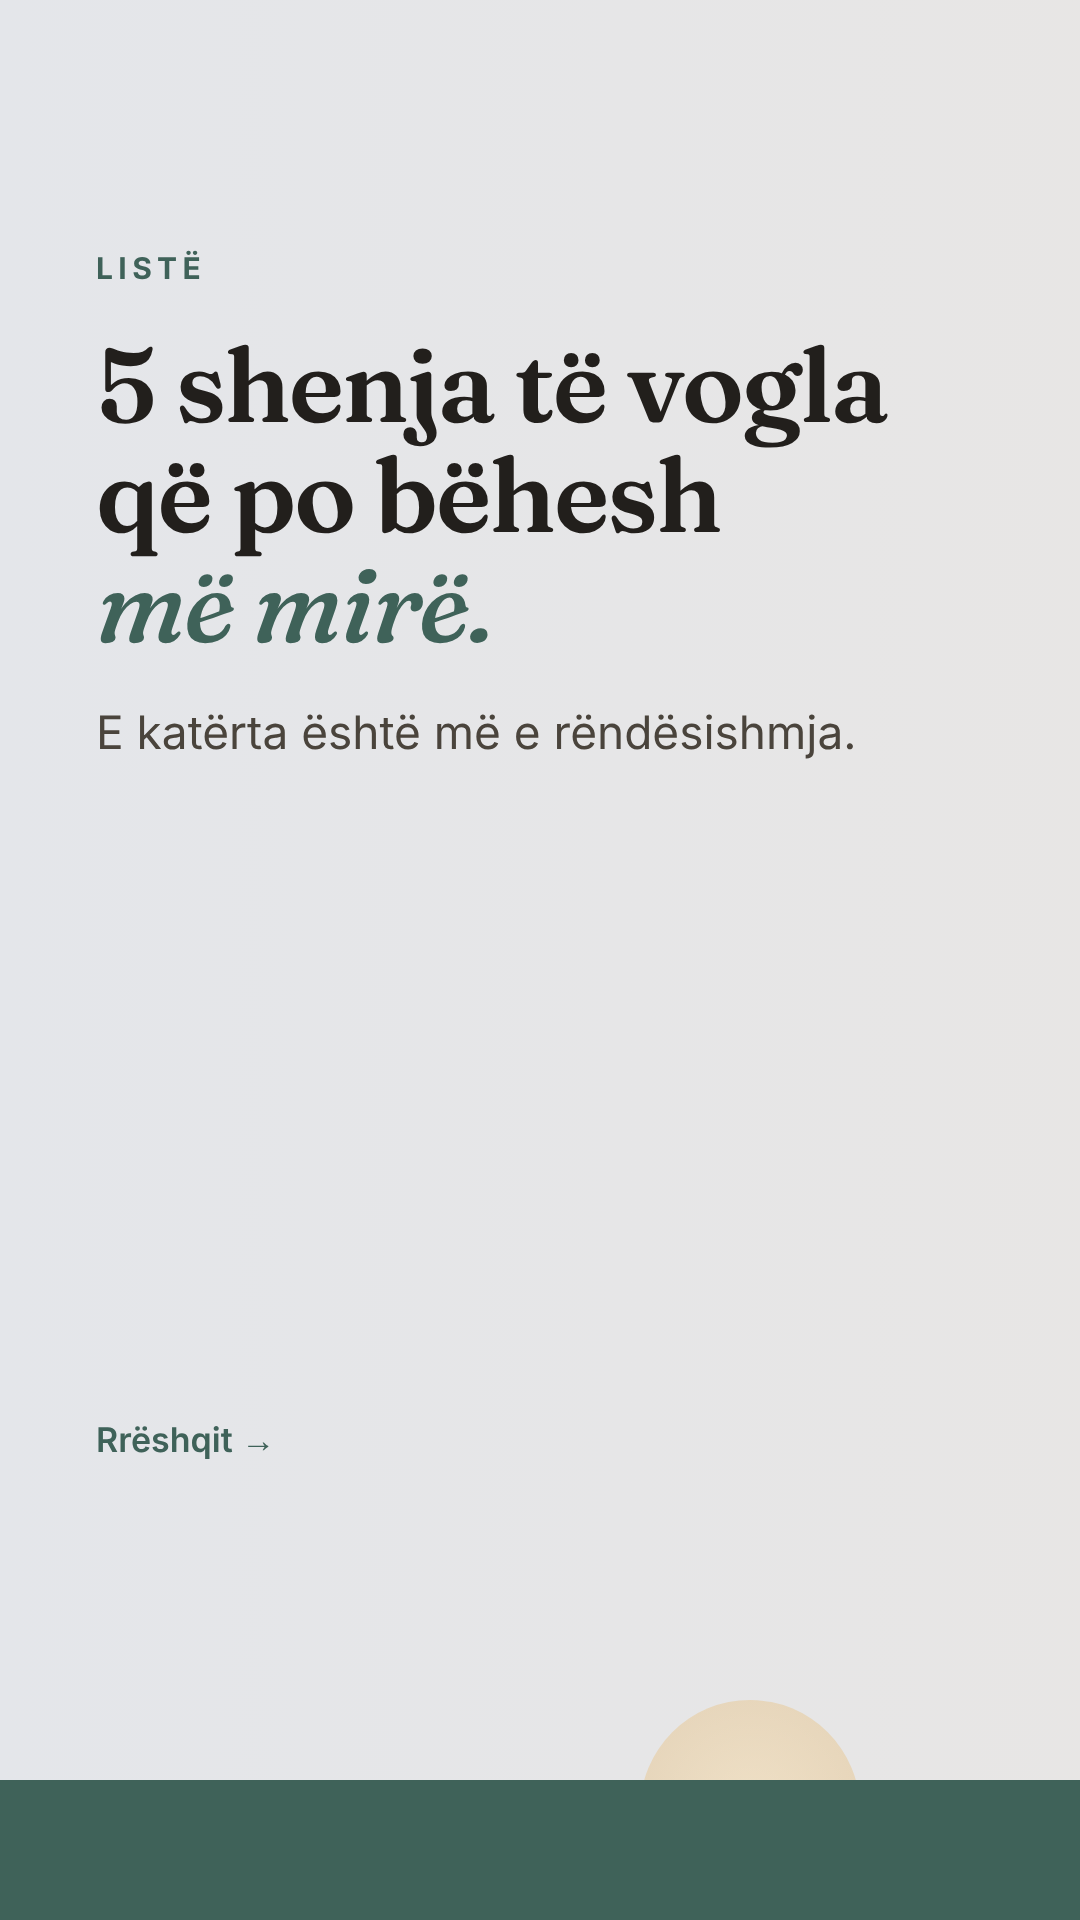 LISTË
5 shenja të vogla
që po bëhesh
më mirë.
E katërta është më e rëndësishmja.
Rrëshqit →